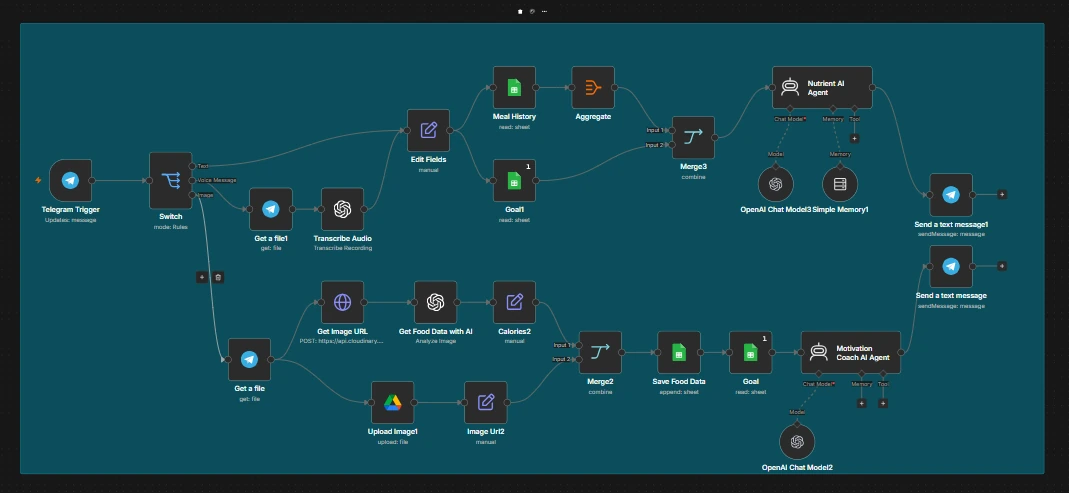 Meal History
read: sheet
Aggregate
Nutrient AI
Agent
Chat Model*
Memory
Tool
Edit Fields
manual
Input 1
Input 2
Merge3
combine
Model
Memory
Text
Voice Message
Image
Telegram Trigger
Updates: message
Switch
mode: Rules
1
Goal1
read: sheet
OpenAI Chat Model3
Simple Memory1
Get a file1
get: file
Transcribe Audio
Transcribe Recording
Send a text message1
sendMessage: message
Send a text message
sendMessage: message
Get Image URL
POST: https://api.cloudinary....
Get Food Data with AI
Analyze Image
Calories2
manual
Input 1
Input 2
Merge2
combine
Save Food Data
append: sheet
1
Goal
read: sheet
Motivation
Coach AI Agent
Chat Model*
Memory
Tool
Get a file
get: file
Upload Image1
upload: file
Image Url2
manual
Model
OpenAI Chat Model2